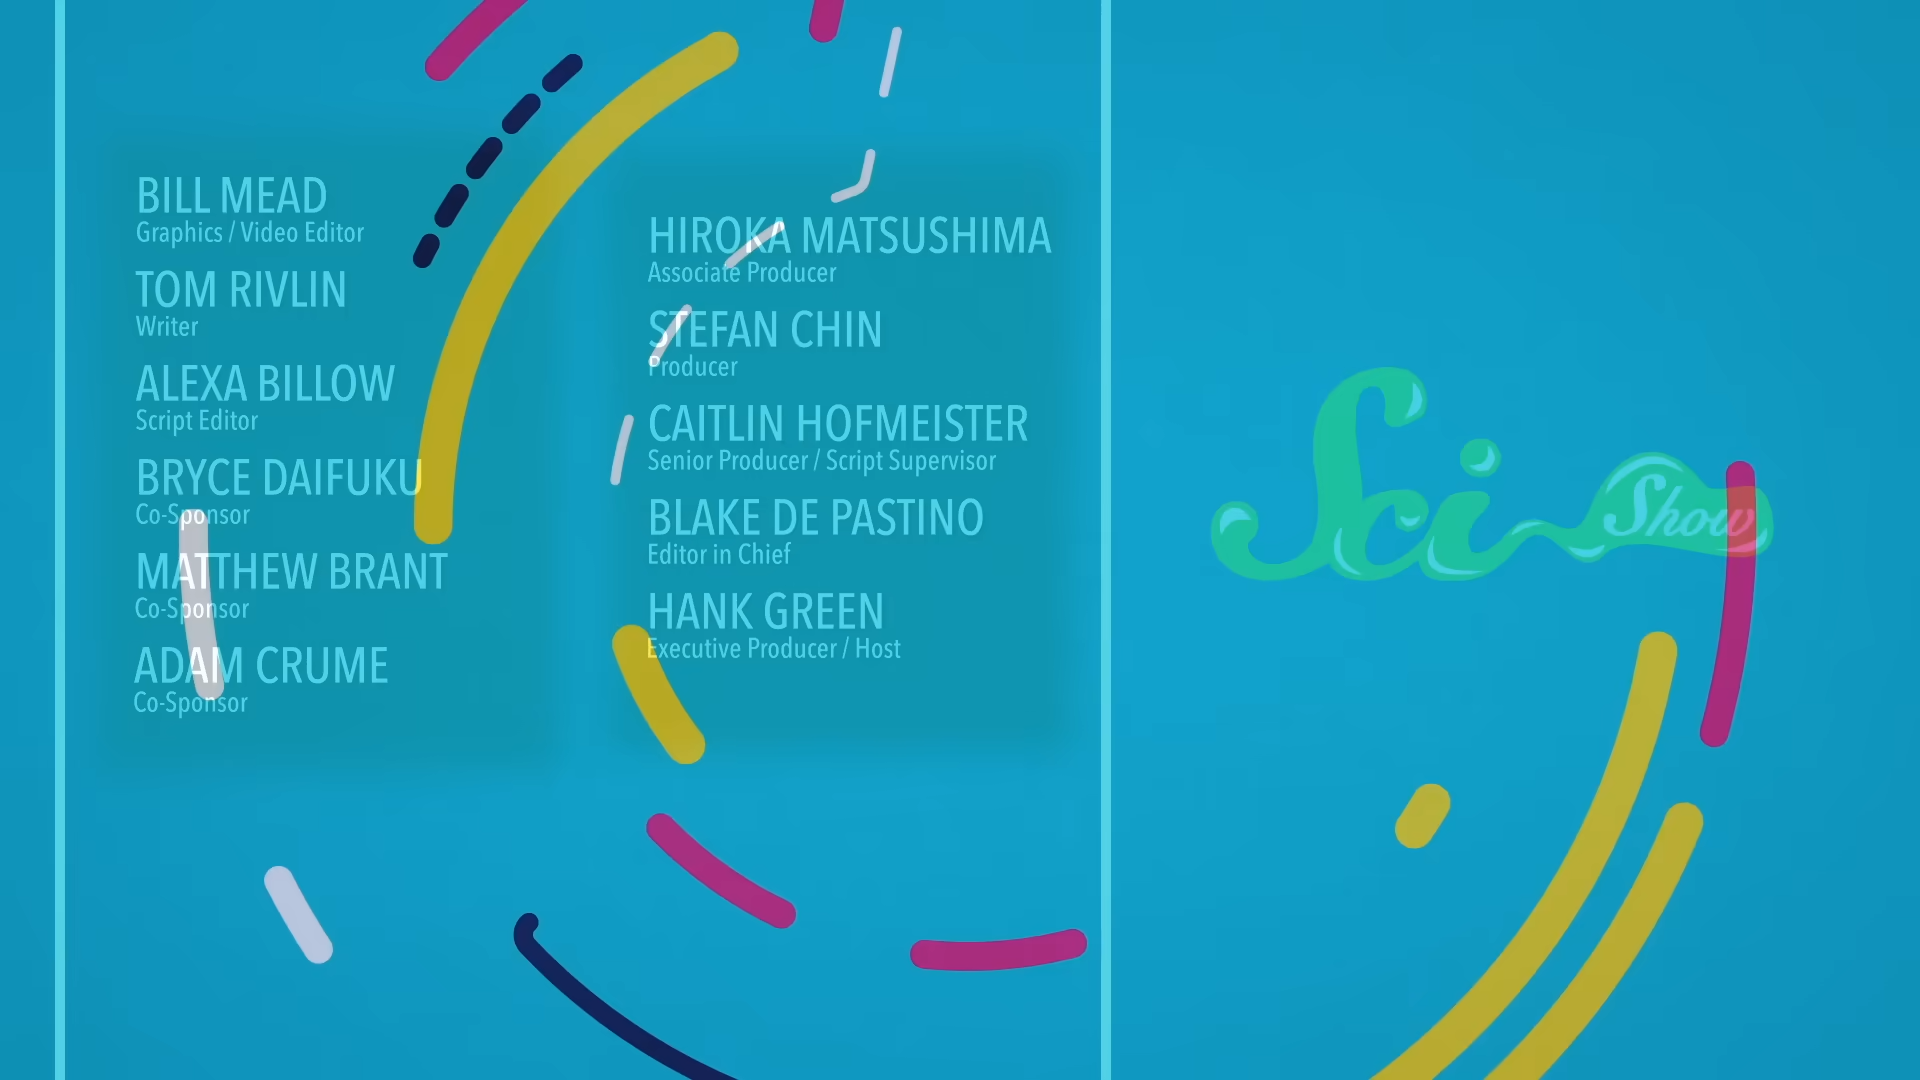 BILL MEAD
Graphics / Video Editor
TOM RIVLIN
Writer
ALEXA BILLOW
Script Editor
BRYCE DAIFUKU
Co-Sponsor
MATTHEW BRANT
Co-Sponsor
ADAM CRUME
Co-Sponsor
HIROKA MATSUSHIMA
Associate Producer
STEFAN CHIN
Producer
CAITLIN HOFMEISTER
Senior Producer / Script Supervisor
BLAKE DE PASTINO
Editor in Chief
HANK GREEN
Executive Producer / Host
Sci Show